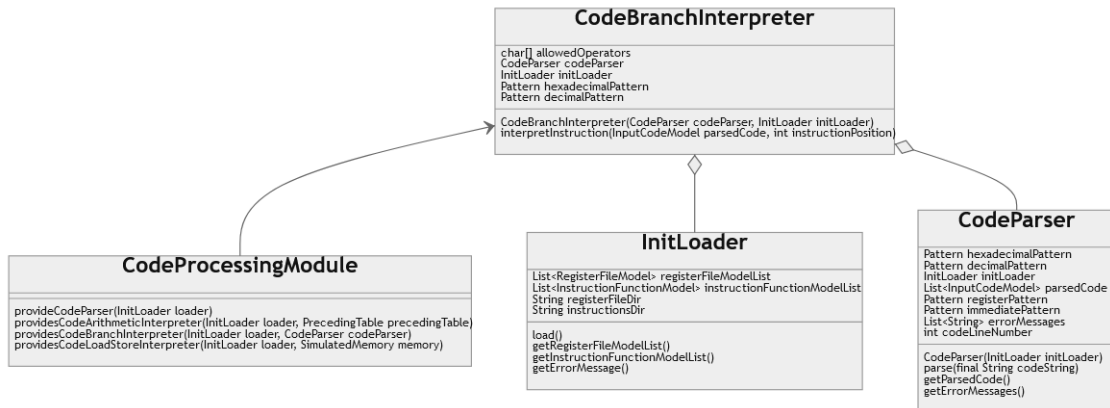 CodeBranchInterpreter
char[] allowedOperators
CodeParser codeParser
InitLoader initLoader
Pattern hexadecimalPattern
Pattern decimalPattern
CodeBranchInterpreter(CodeParser codeParser, InitLoader initLoader)
interpretInstruction(InputCodeModel parsedCode, int instructionPosition)
CodeProcessingModule
provideCodeParser(InitLoader loader)
providesCodeArithmeticInterpreter(InitLoader loader, PrecedingTable precedingTable)
providesCodeBranchInterpreter(InitLoader loader, CodeParser codeParser)
providesCodeLoadStoreInterpreter(InitLoader loader, SimulatedMemory memory)
InitLoader
List<RegisterFileModel> registerFileModelList
List<InstructionFunctionModel> instructionFunctionModelList
String registerFileDir
String instructionsDir
load()
getRegisterFileModelList()
getInstructionFunctionModelList()
getErrorMessage()
CodeParser
Pattern hexadecimalPattern
Pattern decimalPattern
InitLoader initLoader
List<InputCodeModel> parsedCode
Pattern registerPattern
Pattern immediatePattern
List<String> errorMessages
int codeLineNumber
CodeParser(InitLoader initLoader)
parse(final String codeString)
getParsedCode()
getErrorMessages()